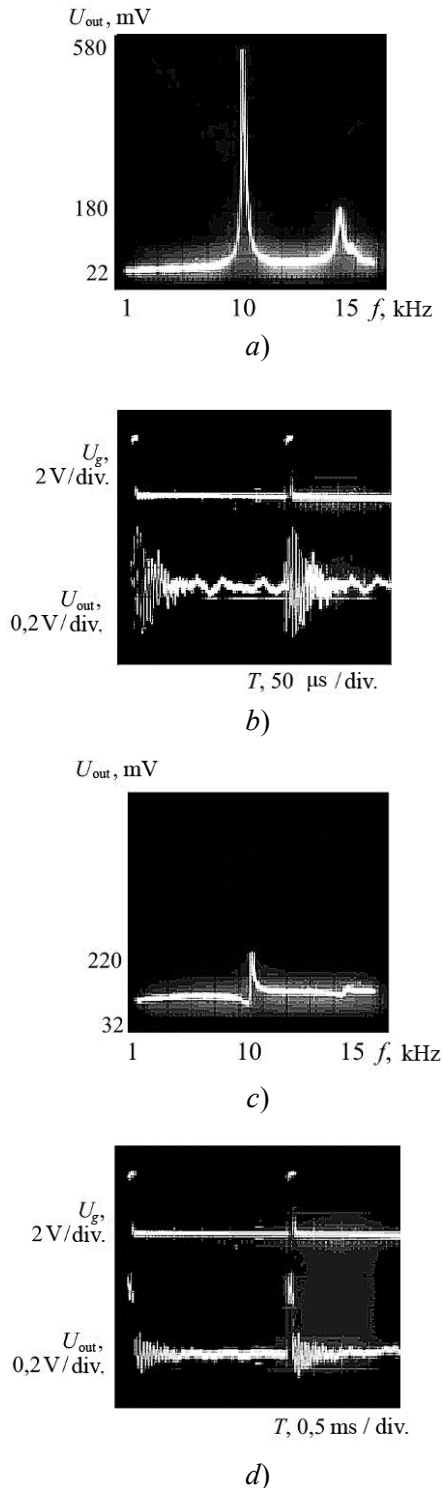 U_out, mV
580
180
22
1 10 15 f, kHz
a)
U_g,
2 V/div.
U_out,
0,2 V/div.
T, 50 μs/div.
b)
U_out, mV
220
32
1 10 15 f, kHz
c)
U_g,
2 V/div.
U_out,
0,2 V/div.
T, 0,5 ms / div.
d)